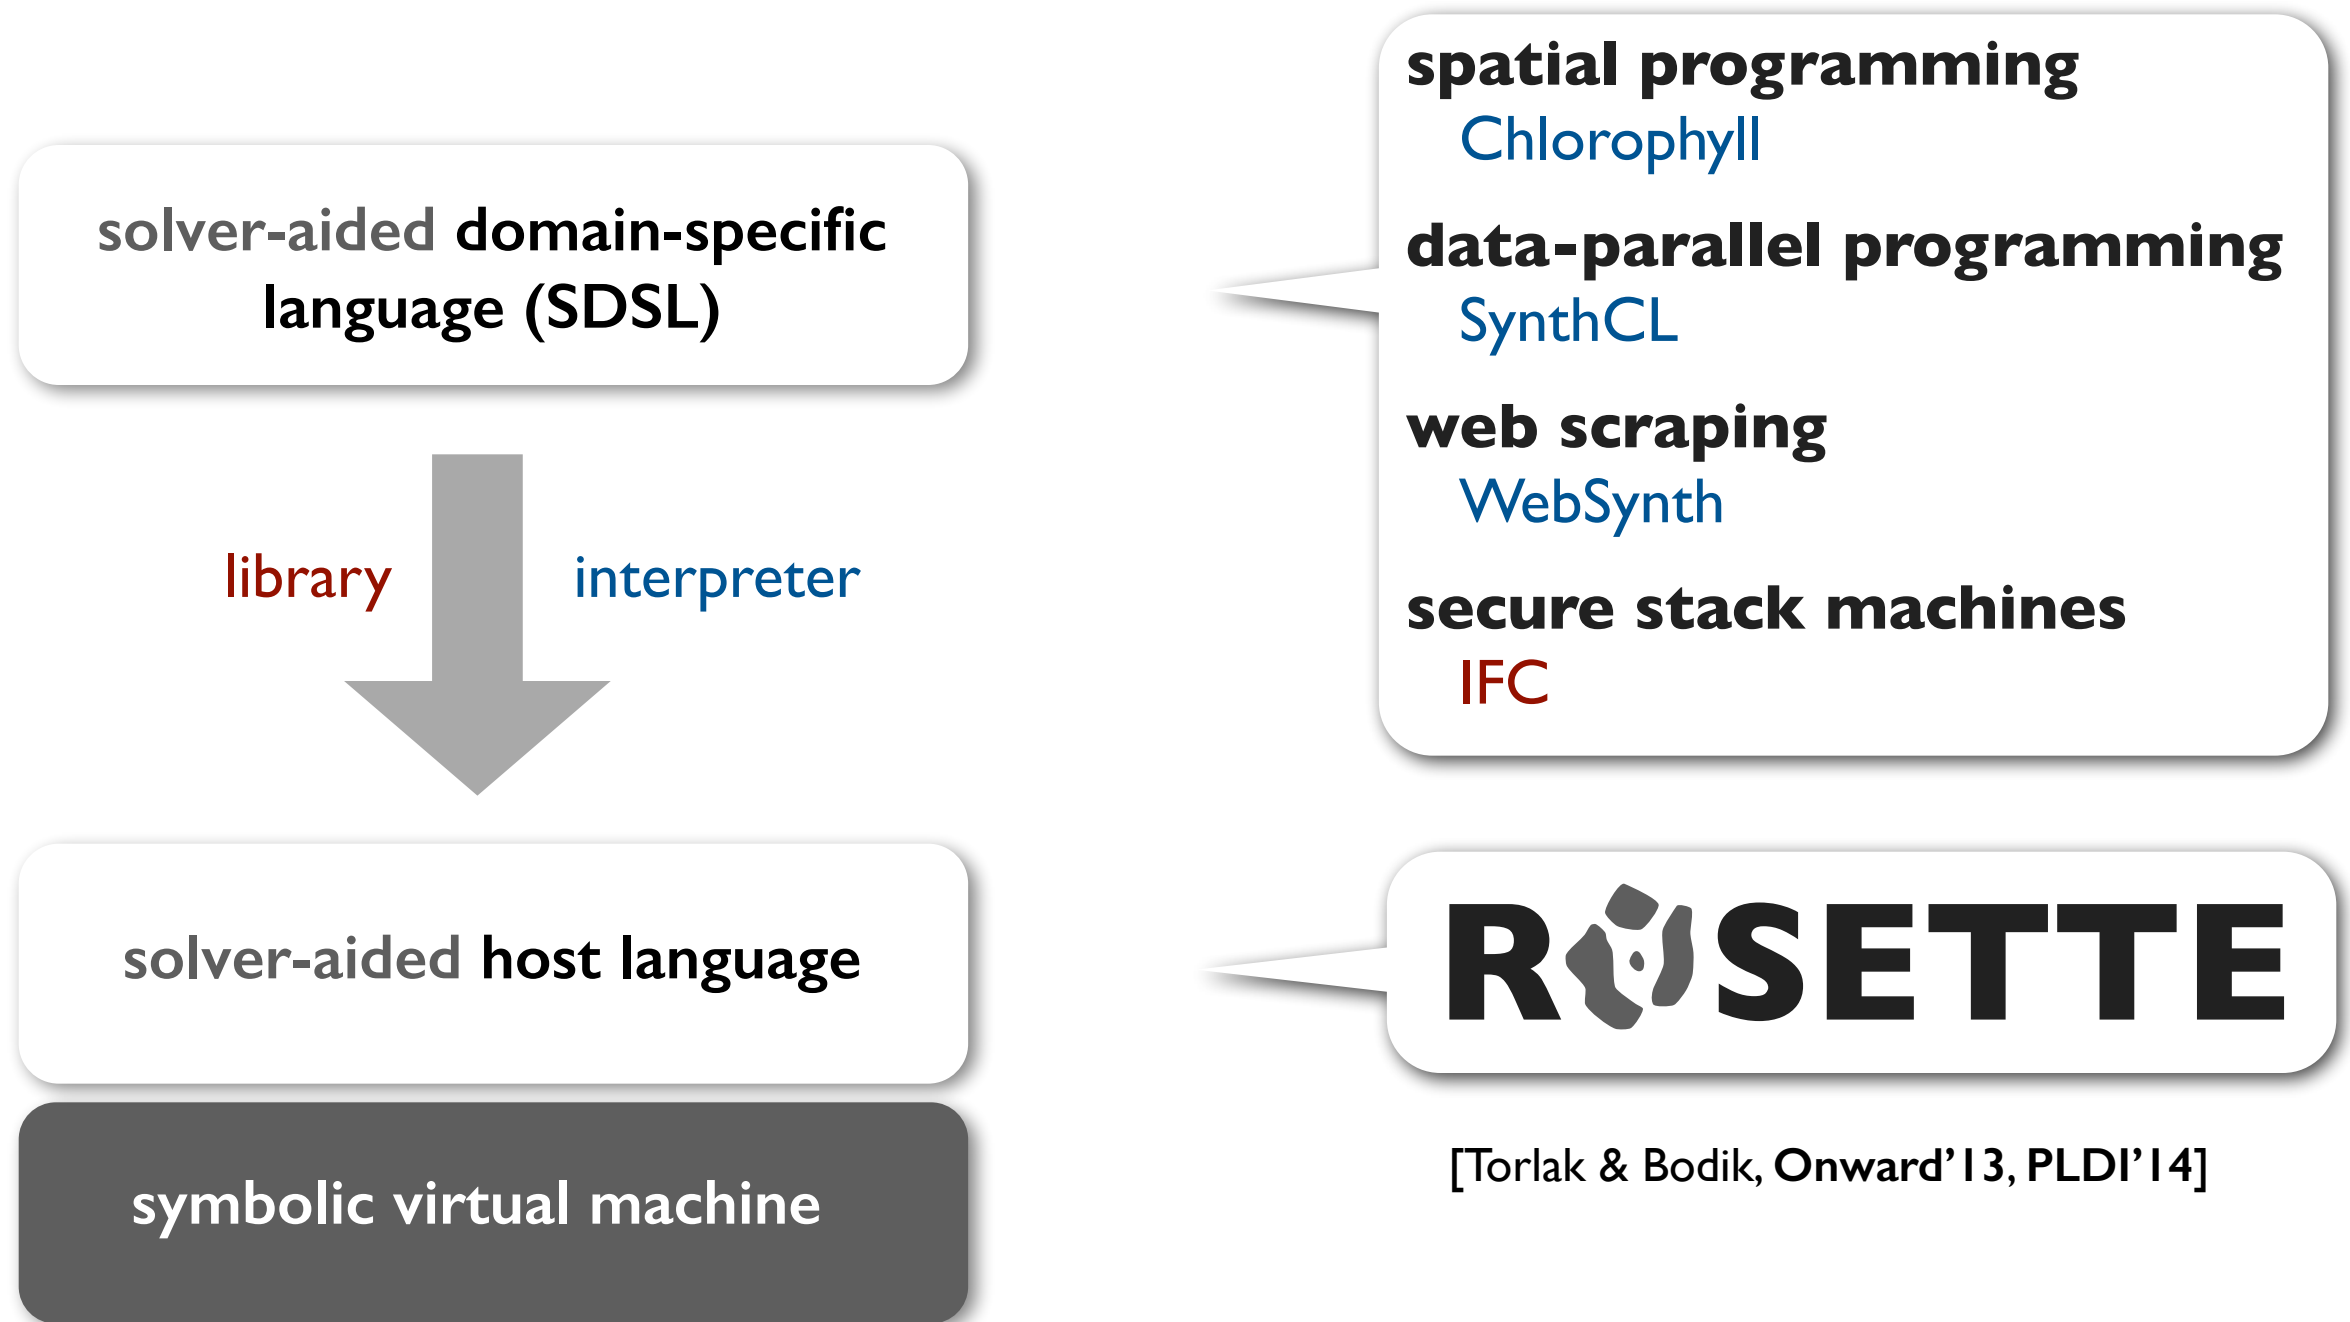 solver-aided domain-specific
language (SDSL)
library
interpreter
solver-aided host language
symbolic virtual machine
spatial programming
Chlorophyll
data-parallel programming
SynthCL
web scraping
WebSynth
secure stack machines
IFC
ROSETTE
[Torlak & Bodik, Onward’13, PLDI’14]